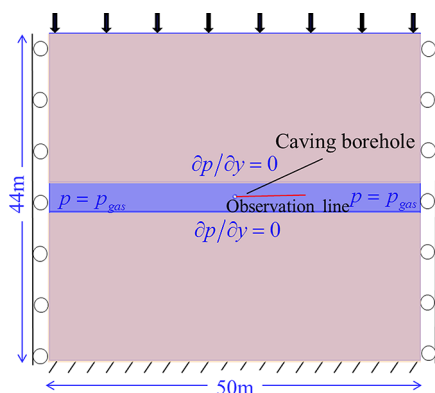 Caving borehole
∂p/∂y = 0
p = p_gas
p = p_gas
Observation line
∂p/∂y = 0
44m
50m